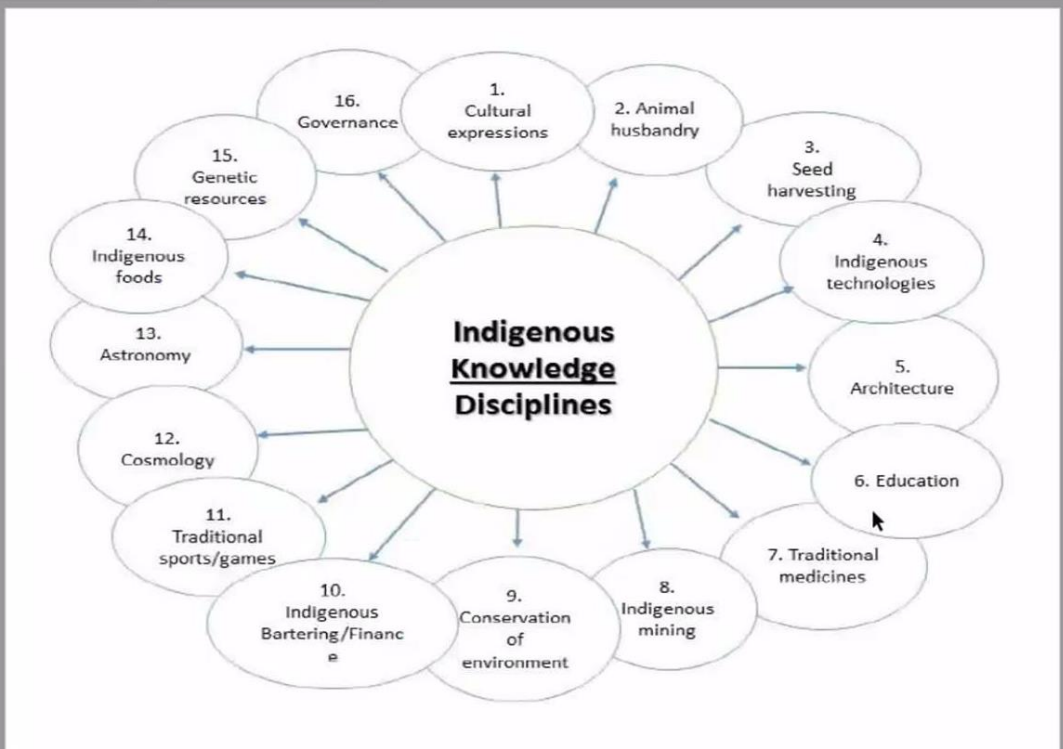 Indigenous
Knowledge
Disciplines
1.
Cultural
expressions
2. Animal
husbandry
3.
Seed
harvesting
4.
Indigenous
technologies
5.
Architecture
6. Education
7. Traditional
medicines
8.
Indigenous
mining
9.
Conservation
of
environment
10.
Indigenous
Bartering/Financ
e
11.
Traditional
sports/games
12.
Cosmology
13.
Astronomy
14.
Indigenous
foods
15.
Genetic
resources
16.
Governance